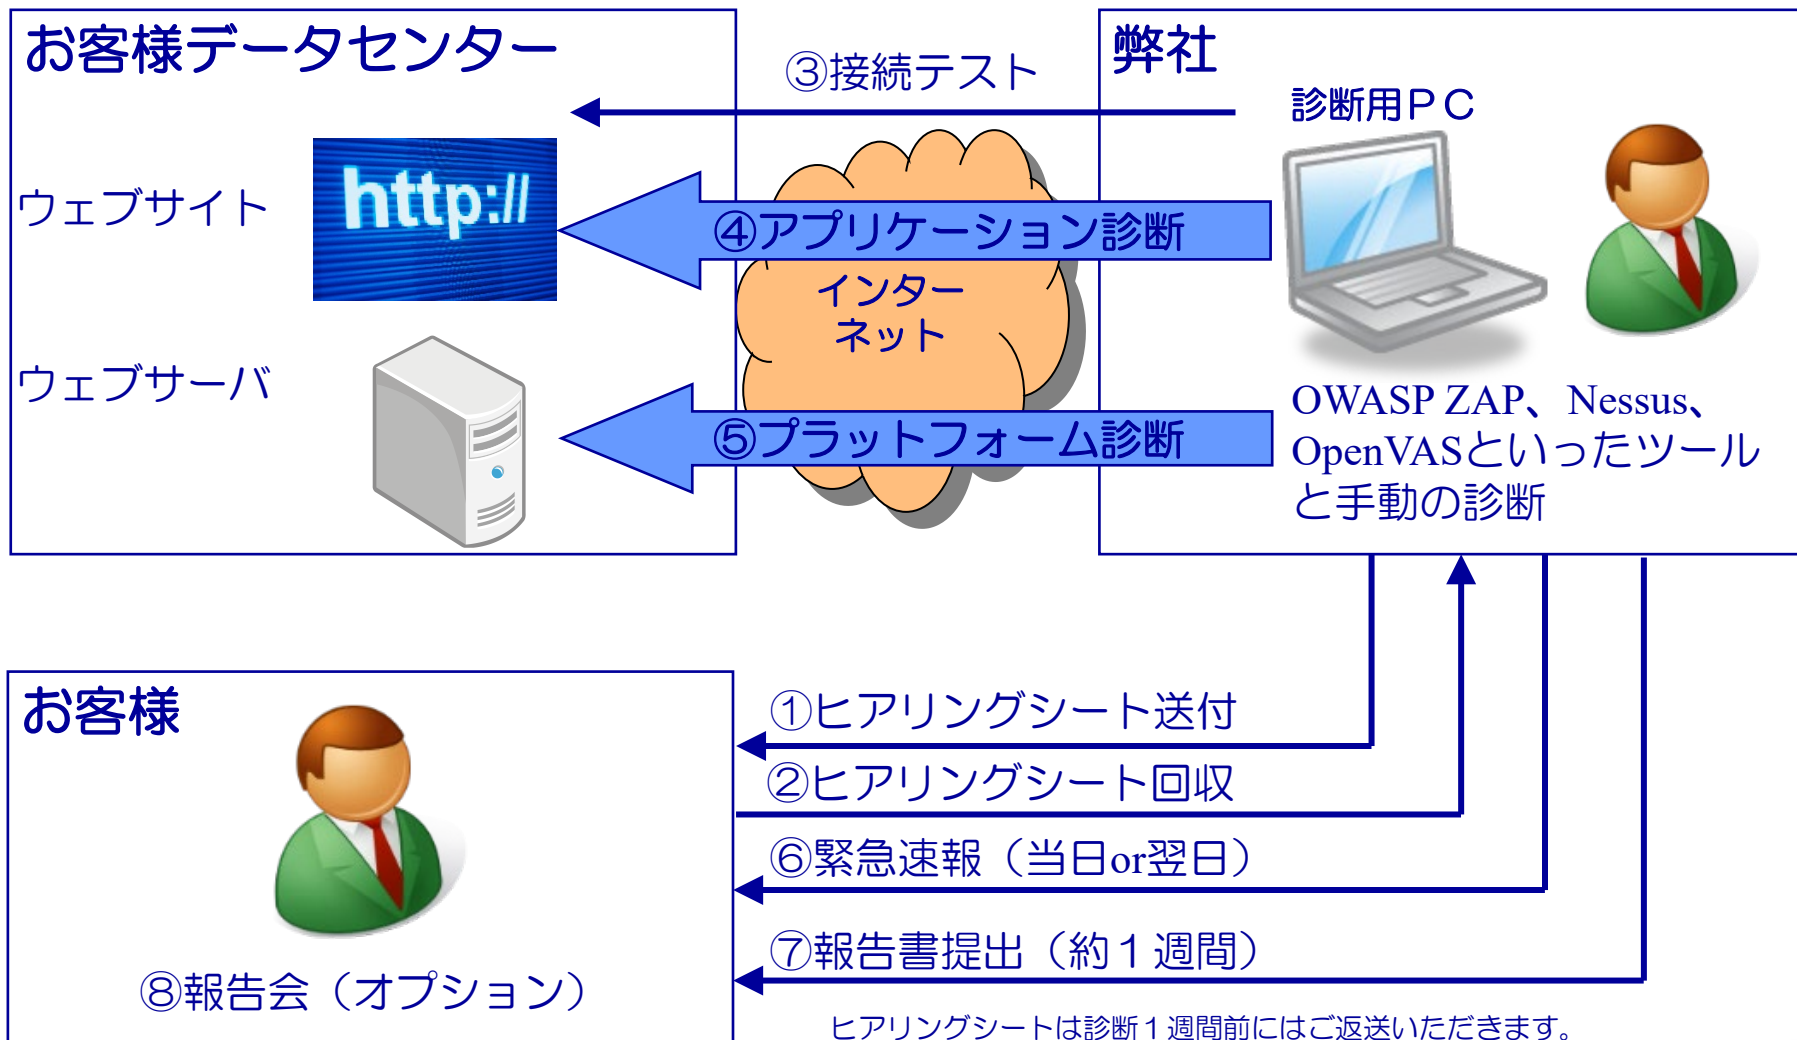 お客様データセンター
③接続テスト
弊社
診断用ＰＣ
ウェブサイト
http://
④アプリケーション診断
インター
ネット
ウェブサーバ
⑤プラットフォーム診断
OWASP ZAP、Nessus、
OpenVASといったツール
と手動の診断
お客様
①ヒアリングシート送付
②ヒアリングシート回収
⑥緊急速報（当日or翌日）
⑦報告書提出（約１週間）
⑧報告会（オプション）
ヒアリングシートは診断１週間前にはご返送いただきます。